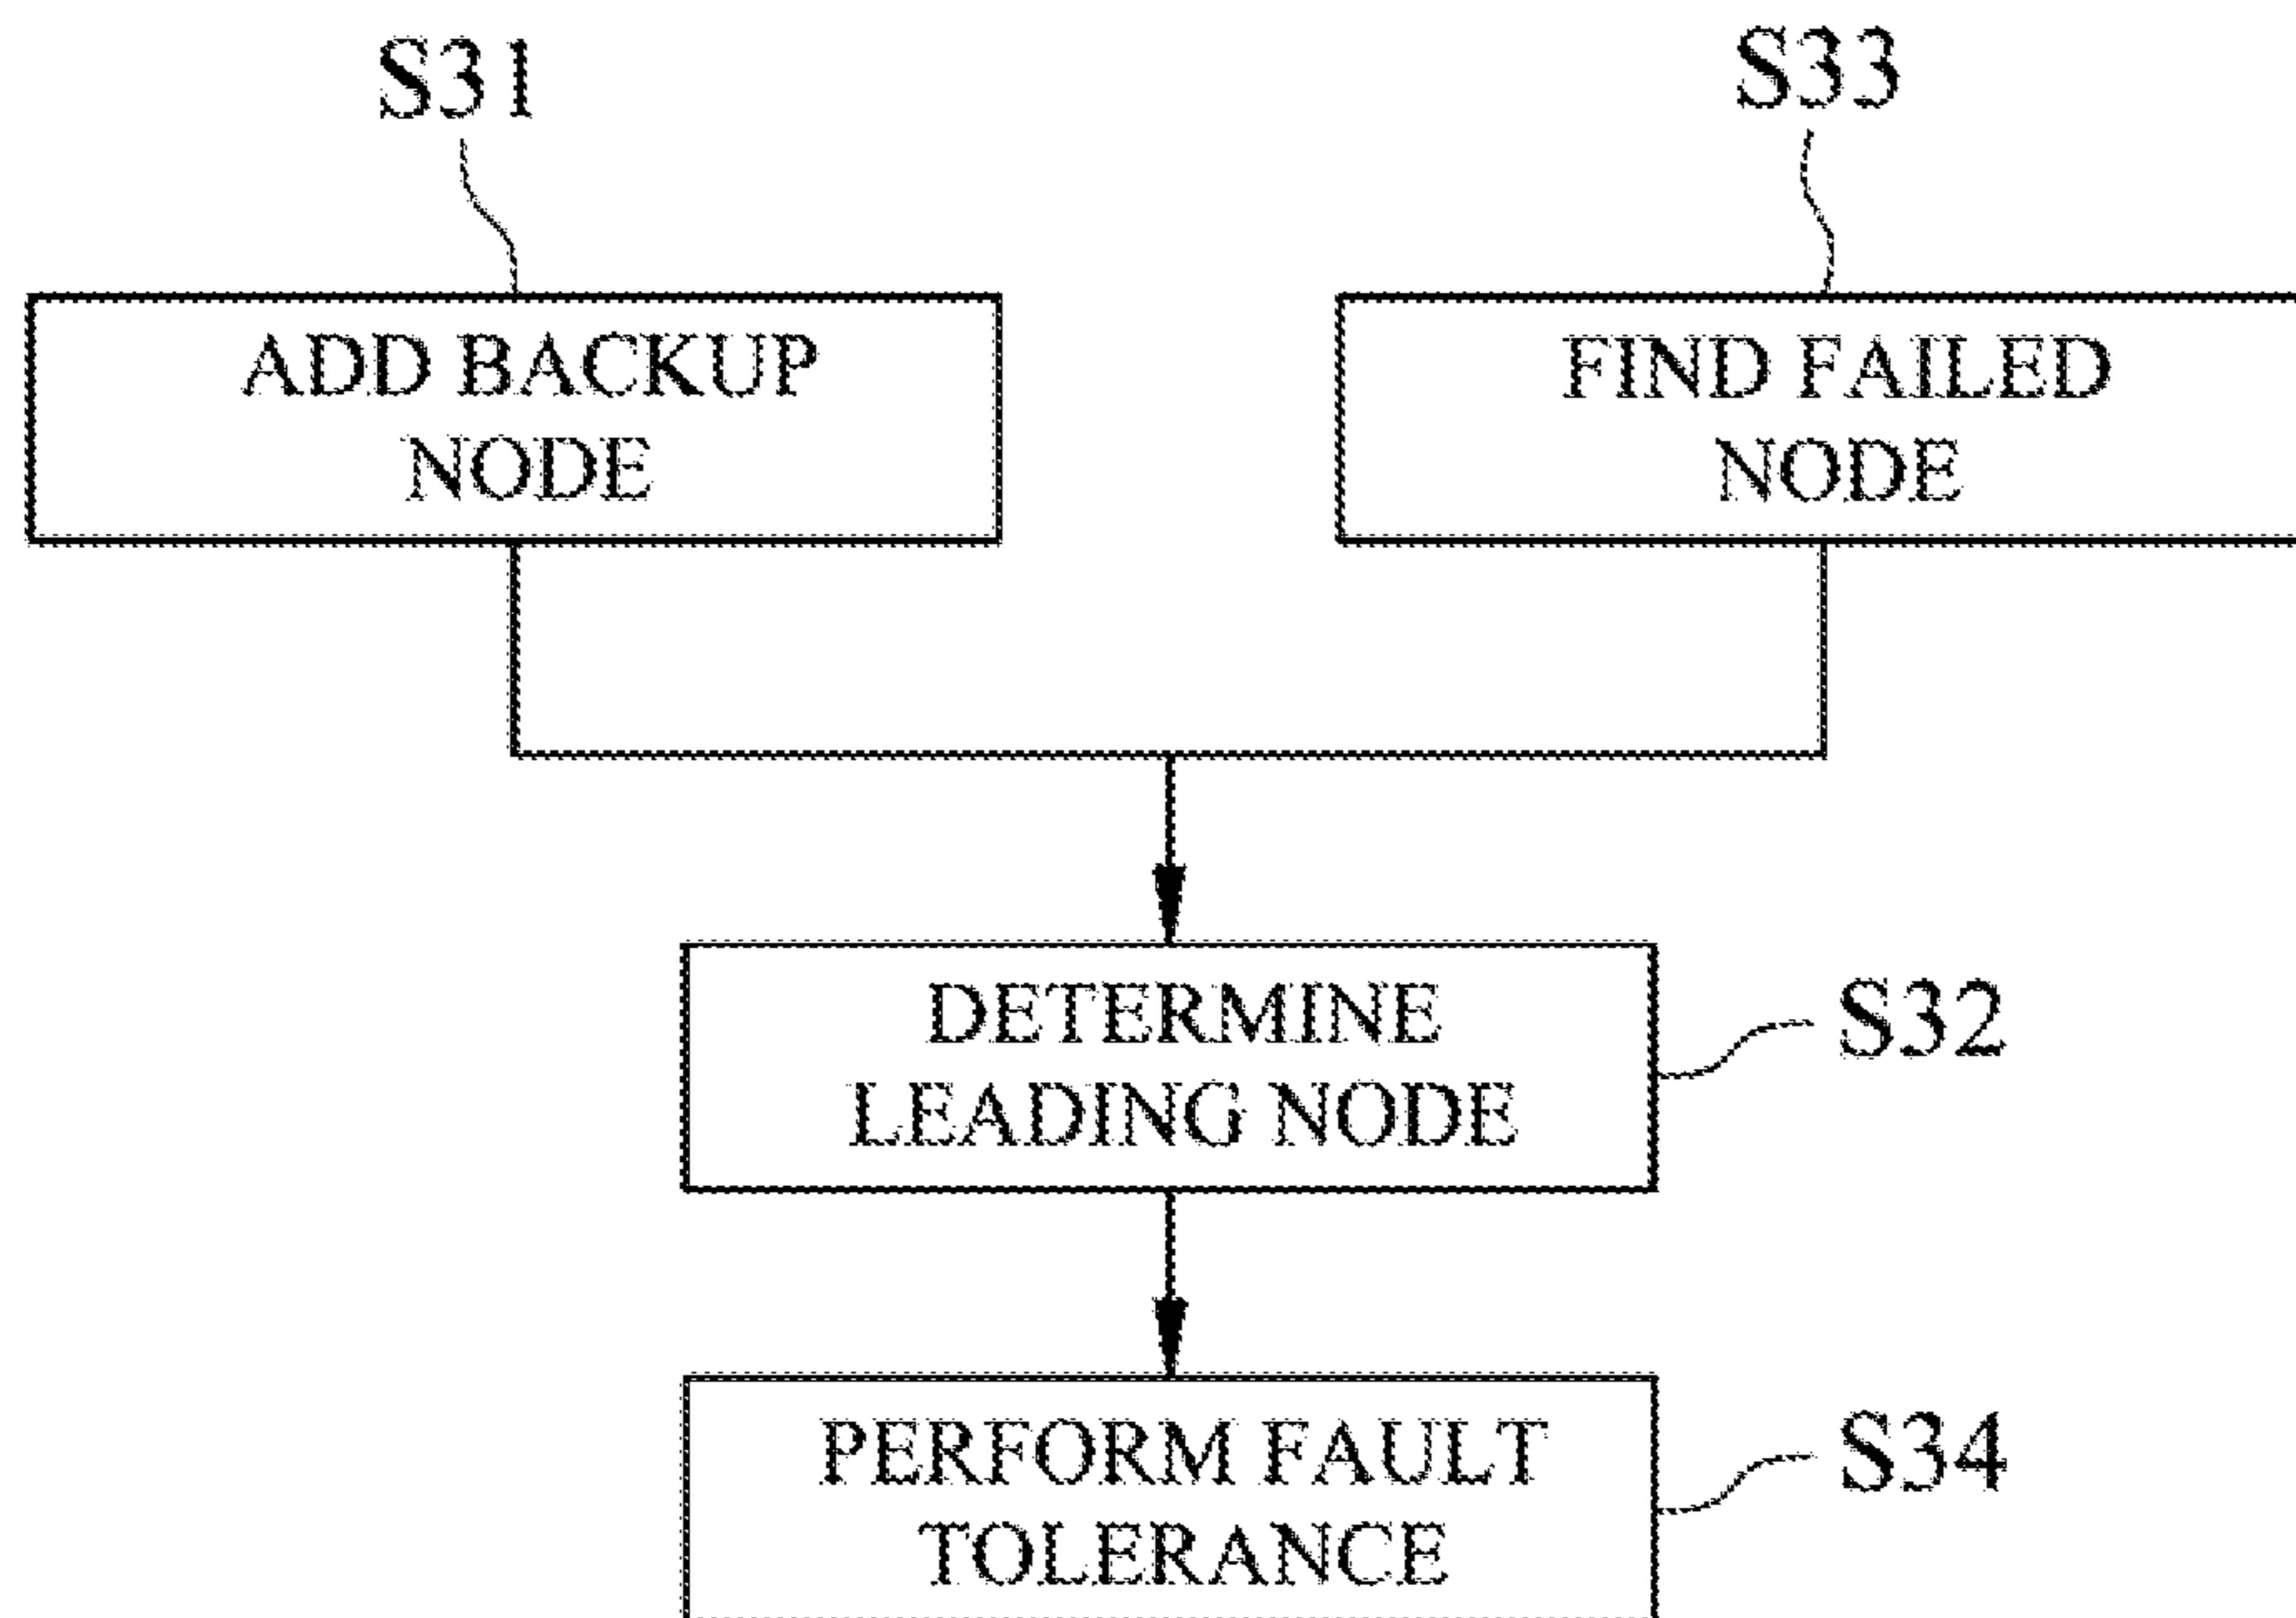 S31
S33
ADD BACKUP
NODE
FIND FAILED
NODE
DETERMINE
LEADING NODE
S32
PERFORM FAULT
TOLERANCE
S34